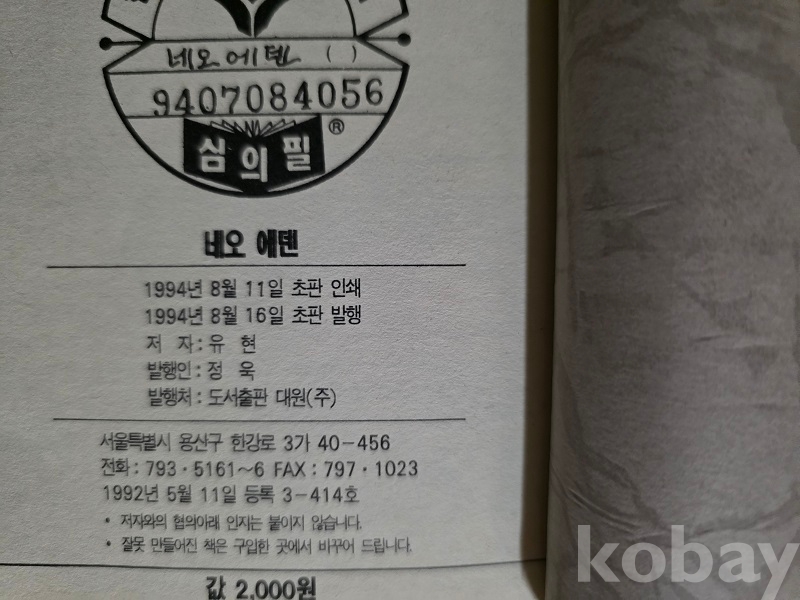 네오 에덴 ( )
9407084056
심의필 ®
네오 에덴
1994년 8월 11일 초판 인쇄
1994년 8월 16일 초판 발행
저 자 : 유 현
발행인 : 정 욱
발행처 : 도서출판 대원(주)
서울특별시 용산구 한강로 3가 40-456
전화 : 793·5161~6 FAX : 797·1023
1992년 5월 11일 등록 3-414호
* 저자와의 협의아래 인지는 붙이지 않습니다.
* 잘못 만들어진 책은 구입한 곳에서 바꾸어 드립니다.
값 2,000원
kobay